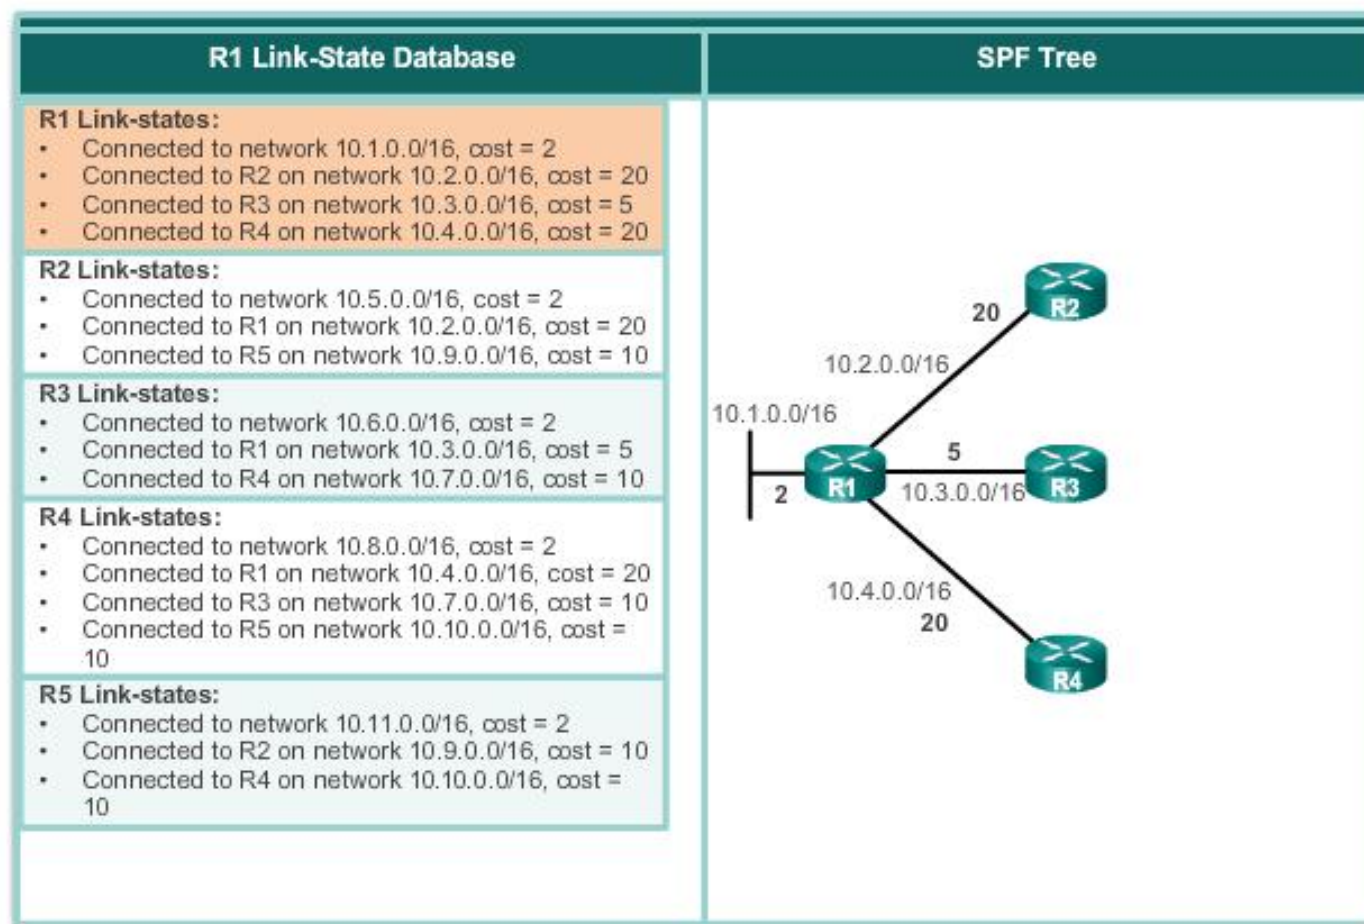 R1 Link-State Database
SPF Tree
R1 Link-states:
• Connected to network 10.1.0.0/16, cost = 2
• Connected to R2 on network 10.2.0.0/16, cost = 20
• Connected to R3 on network 10.3.0.0/16, cost = 5
• Connected to R4 on network 10.4.0.0/16, cost = 20
R2 Link-states:
• Connected to network 10.5.0.0/16, cost = 2
• Connected to R1 on network 10.2.0.0/16, cost = 20
• Connected to R5 on network 10.9.0.0/16, cost = 10
R3 Link-states:
• Connected to network 10.6.0.0/16, cost = 2
• Connected to R1 on network 10.3.0.0/16, cost = 5
• Connected to R4 on network 10.7.0.0/16, cost = 10
R4 Link-states:
• Connected to network 10.8.0.0/16, cost = 2
• Connected to R1 on network 10.4.0.0/16, cost = 20
• Connected to R3 on network 10.7.0.0/16, cost = 10
• Connected to R5 on network 10.10.0.0/16, cost =
10
R5 Link-states:
• Connected to network 10.11.0.0/16, cost = 2
• Connected to R2 on network 10.9.0.0/16, cost = 10
• Connected to R4 on network 10.10.0.0/16, cost =
10
R2
20
10.2.0.0/16
10.1.0.0/16
5
2
R1
10.3.0.0/16
R3
10.4.0.0/16
20
R4